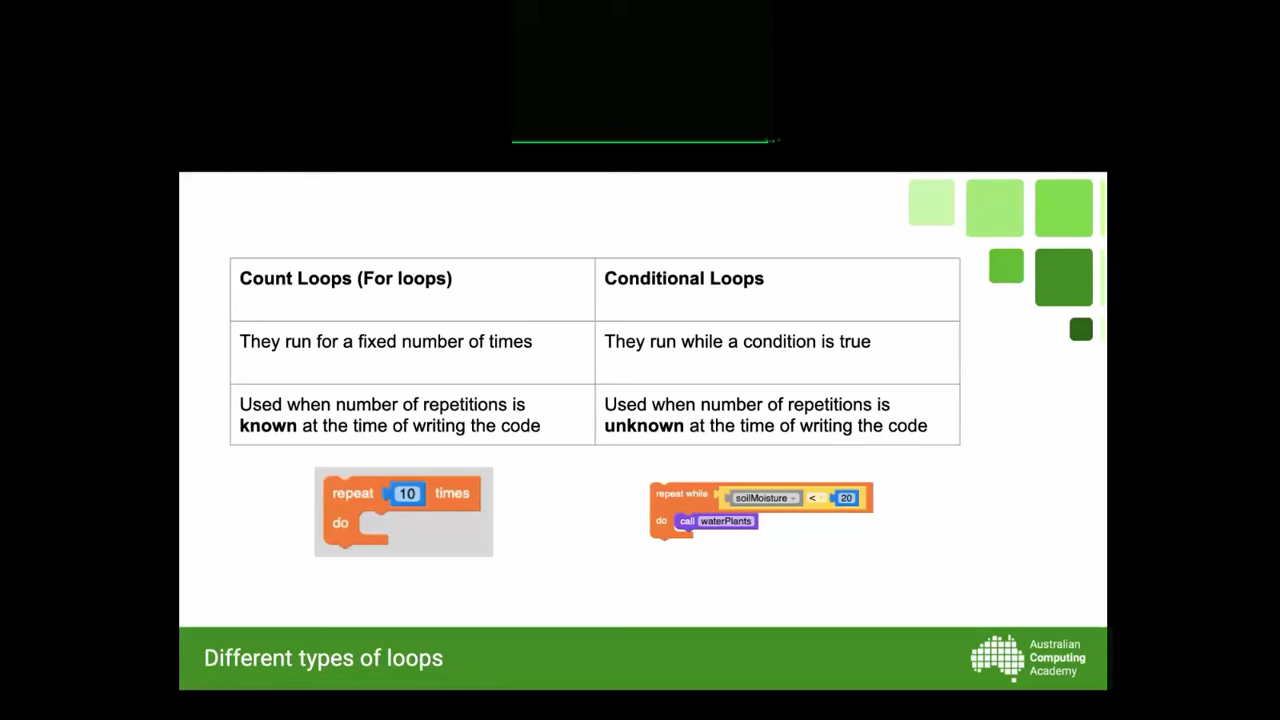 Count Loops (For loops)
Conditional Loops
They run for a fixed number of times
They run while a condition is true
Used when number of repetitions is
known at the time of writing the code
Used when number of repetitions is
unknown at the time of writing the code
repeat 10 times
do
repeat while soilMoisture < 20
do call waterPlants
Different types of loops
Australian
Computing
Academy